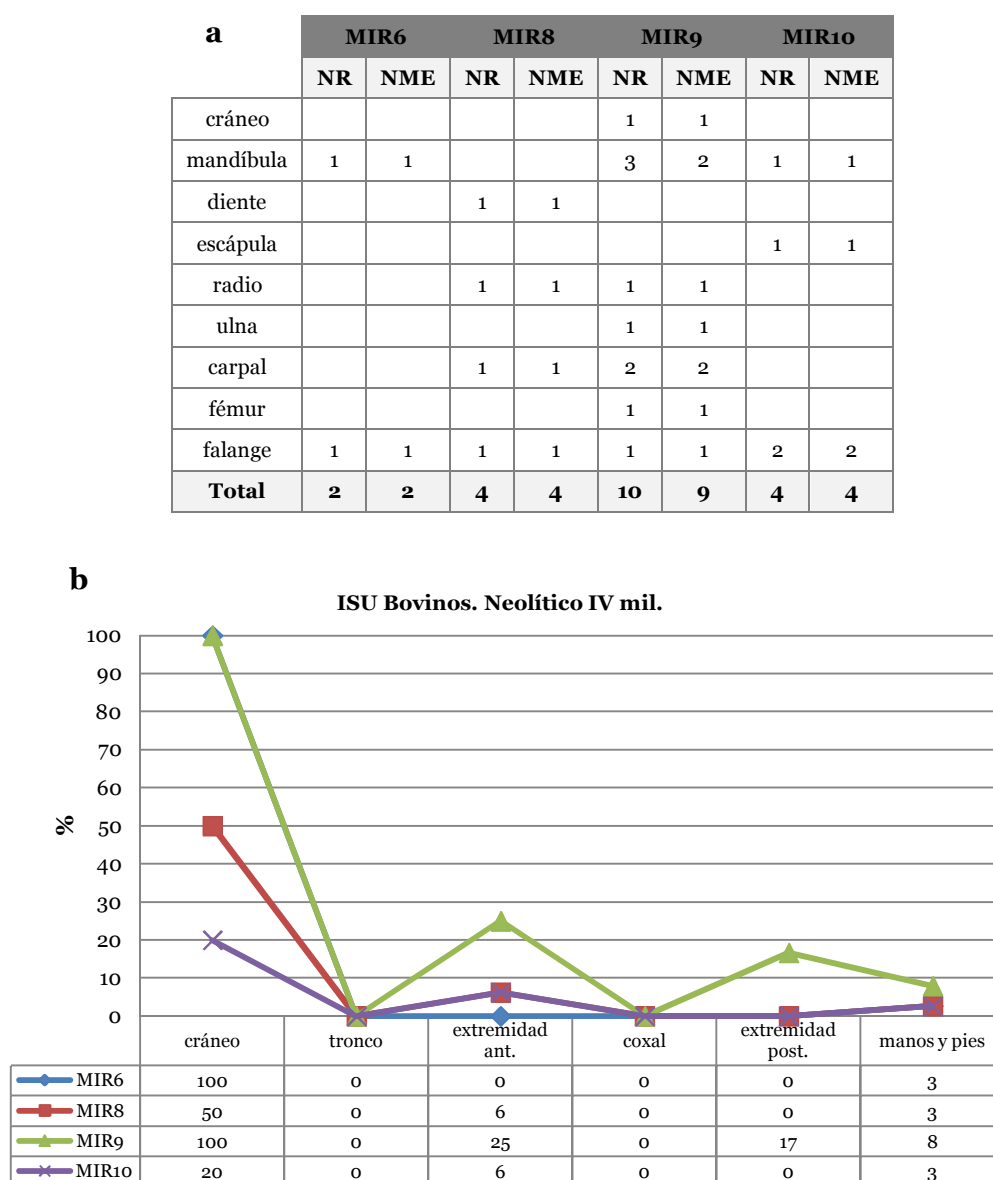 a MIR6 MIR8 MIR9 MIR10
NR NME NR NME NR NME NR NME
cráneo 1 1
mandíbula 1 1 3 2 1 1
diente 1 1
escápula 1 1
radio 1 1 1 1
ulna 1 1
carpal 1 1 2 2
fémur 1 1
falange 1 1 1 1 1 1 2 2
Total 2 2 4 4 10 9 4 4
b
ISU Bovinos. Neolítico IV mil.
100
90
80
70
60
50
40
30
20
10
0
%
cráneo tronco extremidad ant. coxal extremidad post. manos y pies
MIR6 100 0 0 0 0 3
MIR8 50 0 6 0 0 3
MIR9 100 0 25 0 17 8
MIR10 20 0 6 0 0 3